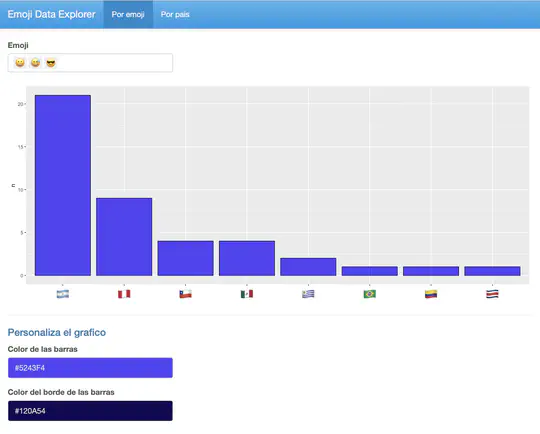 Emoji Data Explorer Por emoji Por pais
Emoji
n
20
15
10
5
0
Personaliza el grafico
Color de las barras
#5243F4
Color del borde de las barras
#120A54